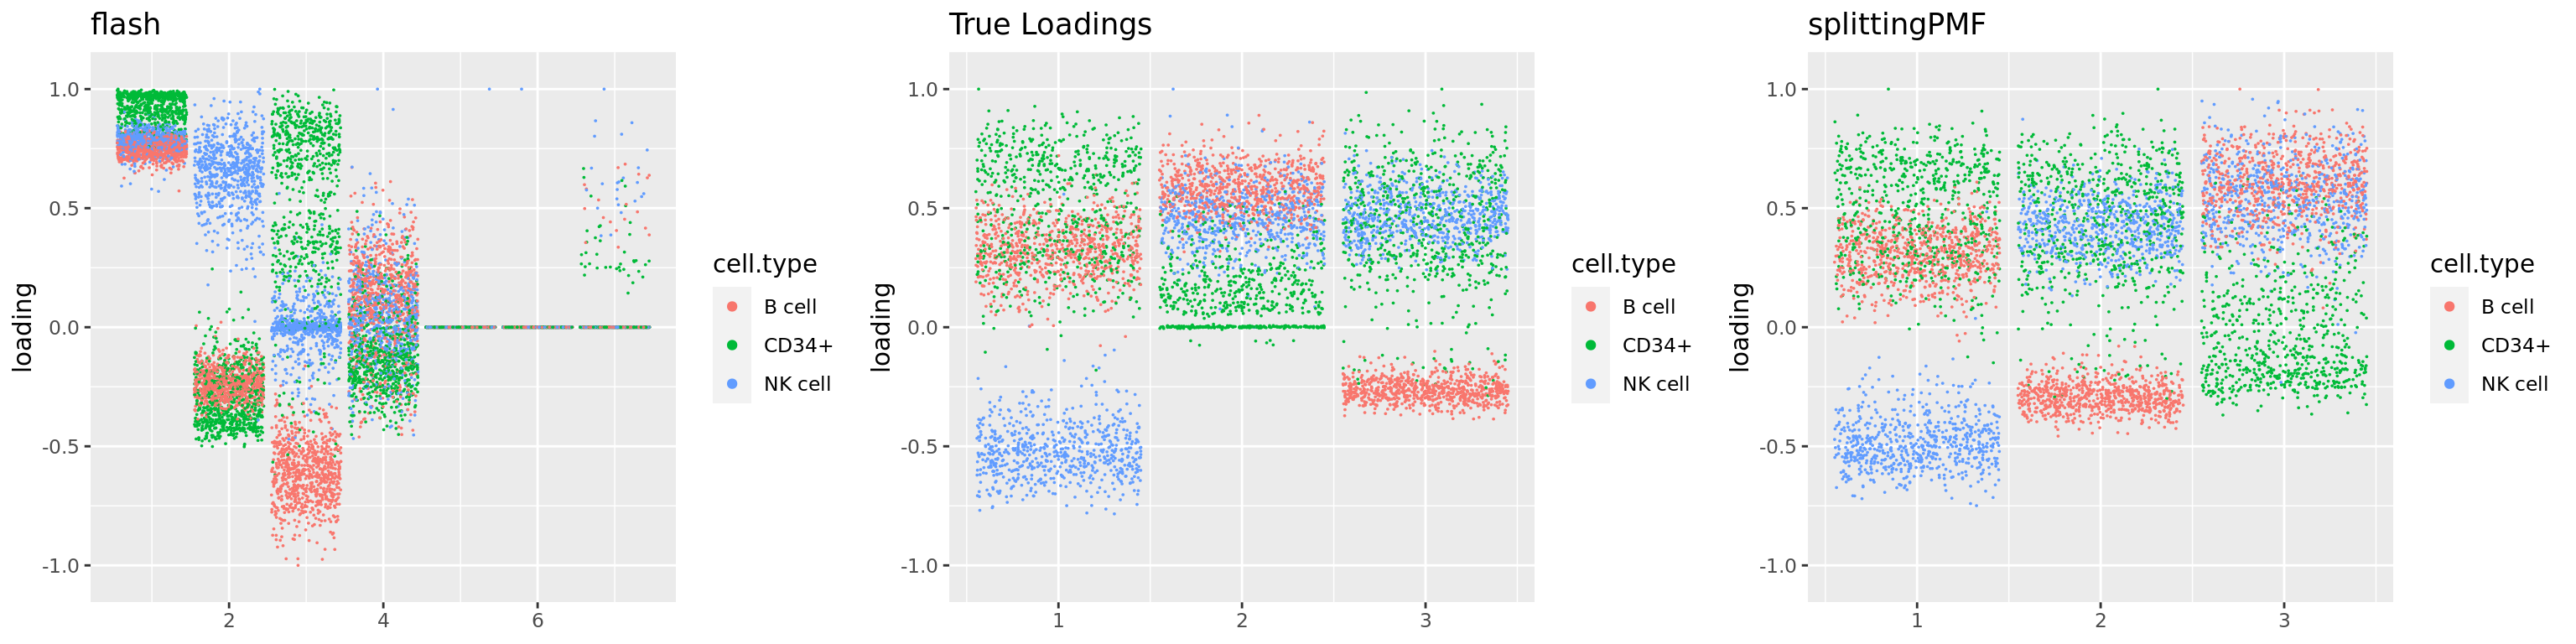 flash
1.0
0.5
0.0
-0.5
-1.0
loading
2 4 6
cell.type
B cell
CD34+
NK cell
True Loadings
1.0
0.5
0.0
-0.5
-1.0
loading
1 2 3
cell.type
B cell
CD34+
NK cell
splittingPMF
1.0
0.5
0.0
-0.5
-1.0
loading
1 2 3
cell.type
B cell
CD34+
NK cell